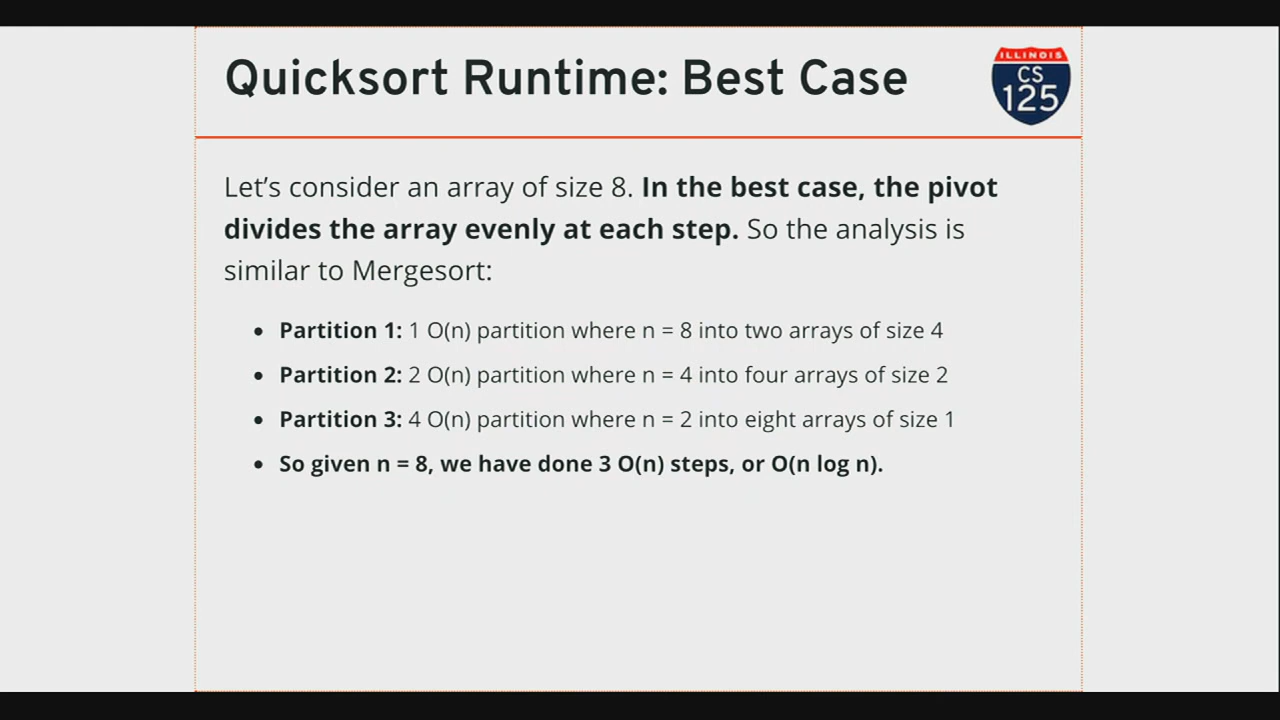 Quicksort Runtime: Best Case
ILLINOIS
CS
125
Let's consider an array of size 8. In the best case, the pivot
divides the array evenly at each step. So the analysis is
similar to Mergesort:
• Partition 1: 1 O(n) partition where n = 8 into two arrays of size 4
• Partition 2: 2 O(n) partition where n = 4 into four arrays of size 2
• Partition 3: 4 O(n) partition where n = 2 into eight arrays of size 1
• So given n = 8, we have done 3 O(n) steps, or O(n log n).